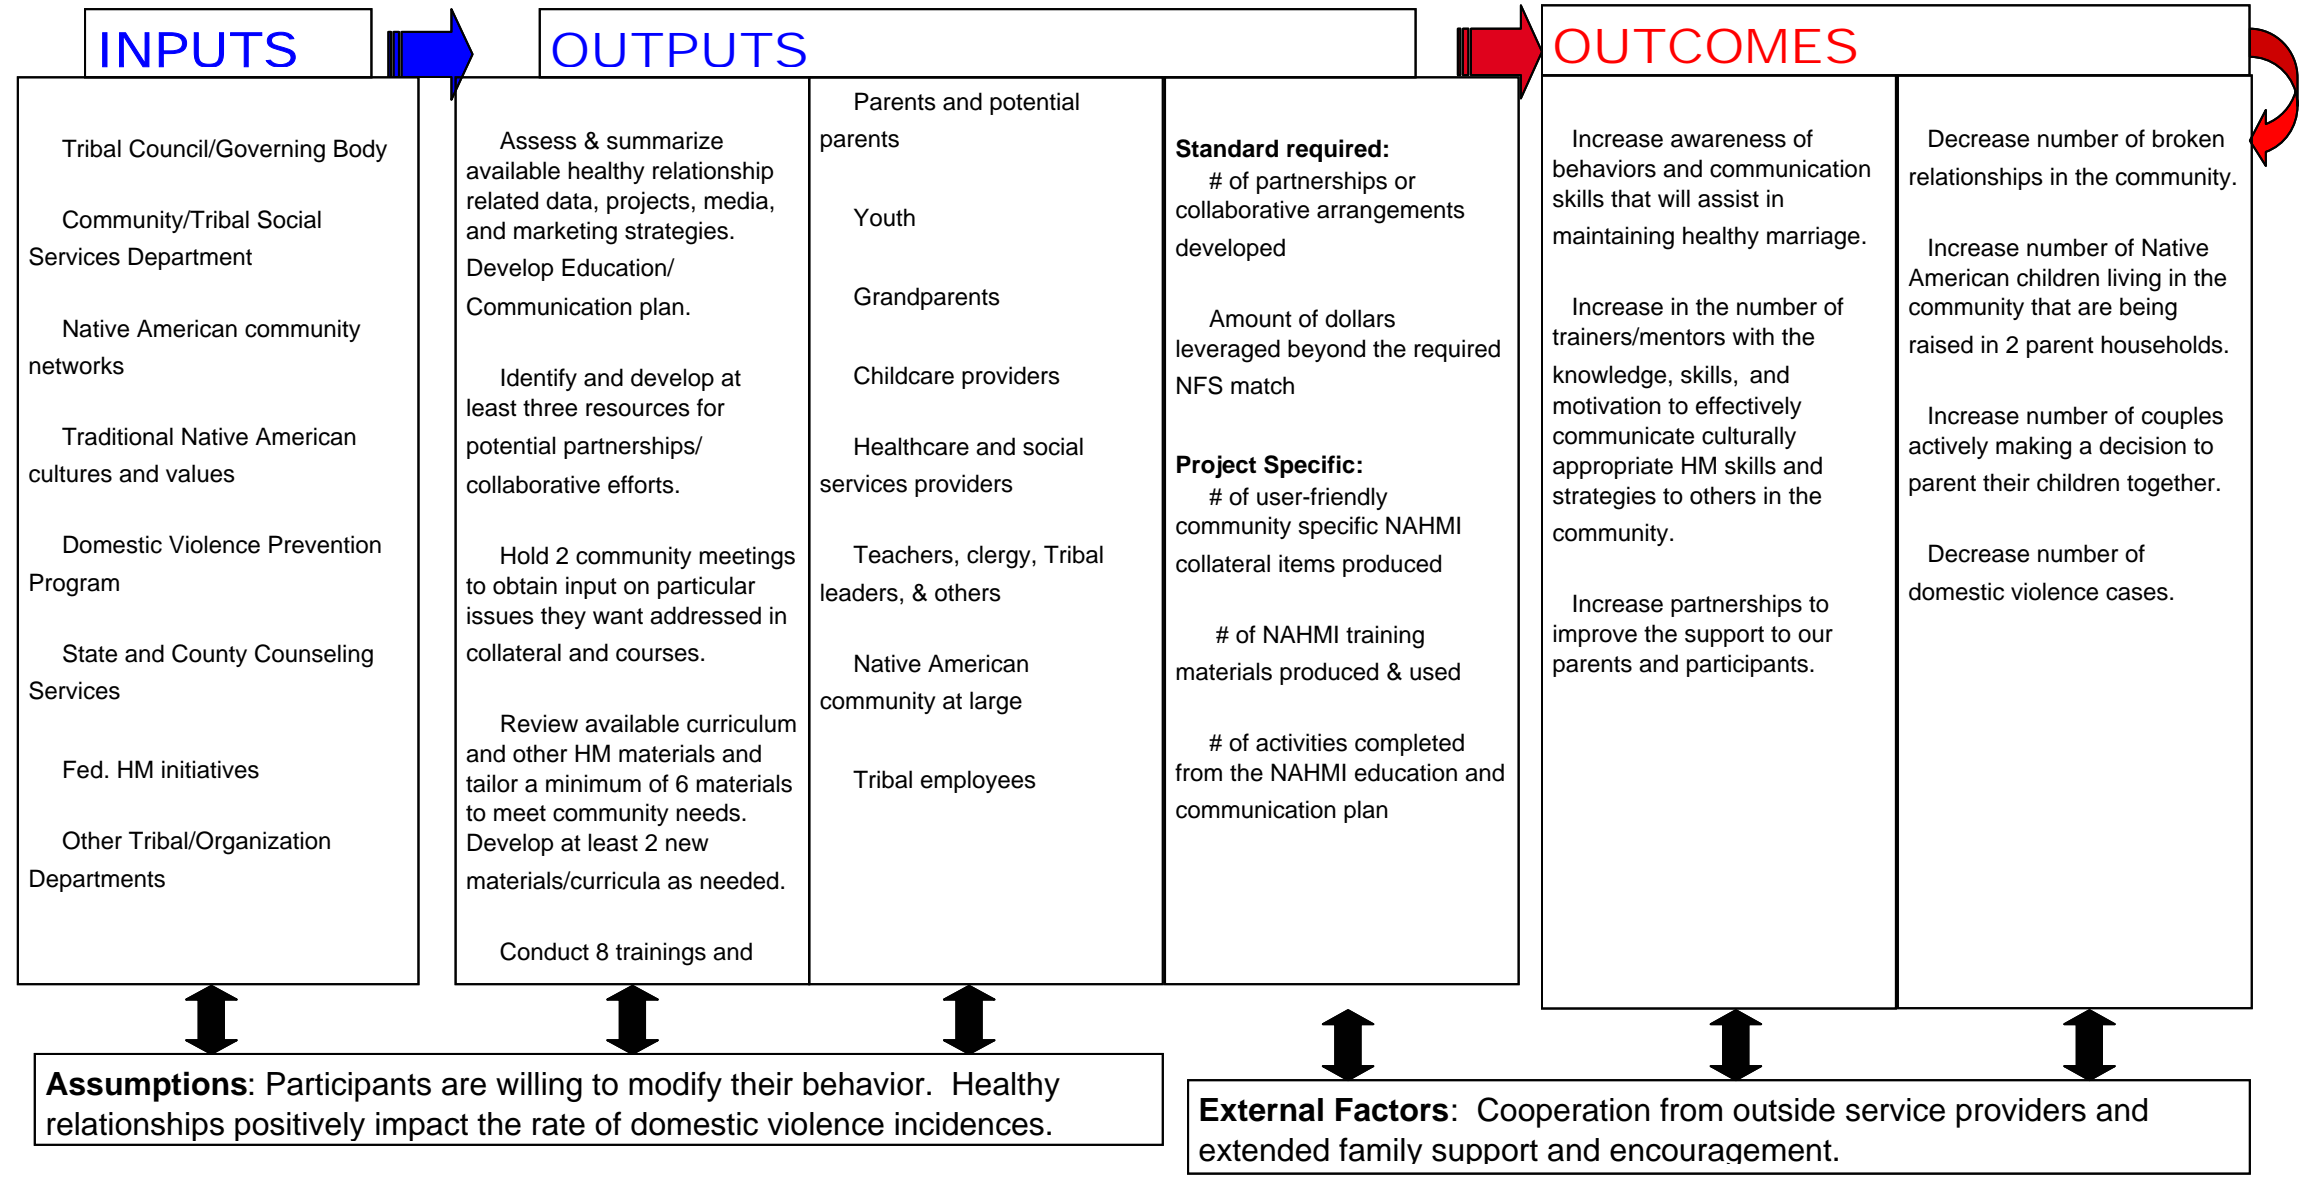 INPUTS
OUTPUTS
OUTCOMES
Tribal Council/Governing Body
Community/Tribal Social
Services Department
Native American community
networks
Traditional Native American
cultures and values
Domestic Violence Prevention
Program
State and County Counseling
Services
Fed. HM initiatives
Other Tribal/Organization
Departments
Assess & summarize
available healthy relationship
related data, projects, media,
and marketing strategies.
Develop Education/
Communication plan.
Identify and develop at
least three resources for
potential partnerships/
collaborative efforts.
Hold 2 community meetings
to obtain input on particular
issues they want addressed in
collateral and courses.
Review available curriculum
and other HM materials and
tailor a minimum of 6 materials
to meet community needs.
Develop at least 2 new
materials/curricula as needed.
Conduct 8 trainings and
Parents and potential
parents
Youth
Grandparents
Childcare providers
Healthcare and social
services providers
Teachers, clergy, Tribal
leaders, & others
Native American
community at large
Tribal employees
Standard required:
# of partnerships or
collaborative arrangements
developed
Amount of dollars
leveraged beyond the required
NFS match
Project Specific:
# of user-friendly
community specific NAHMI
collateral items produced
# of NAHMI training
materials produced & used
# of activities completed
from the NAHMI education and
communication plan
Increase awareness of
behaviors and communication
skills that will assist in
maintaining healthy marriage.
Increase in the number of
trainers/mentors with the
knowledge, skills, and
motivation to effectively
communicate culturally
appropriate HM skills and
strategies to others in the
community.
Increase partnerships to
improve the support to our
parents and participants.
Decrease number of broken
relationships in the community.
Increase number of Native
American children living in the
community that are being
raised in 2 parent households.
Increase number of couples
actively making a decision to
parent their children together.
Decrease number of
domestic violence cases.
Assumptions: Participants are willing to modify their behavior. Healthy
relationships positively impact the rate of domestic violence incidences.
External Factors: Cooperation from outside service providers and
extended family support and encouragement.